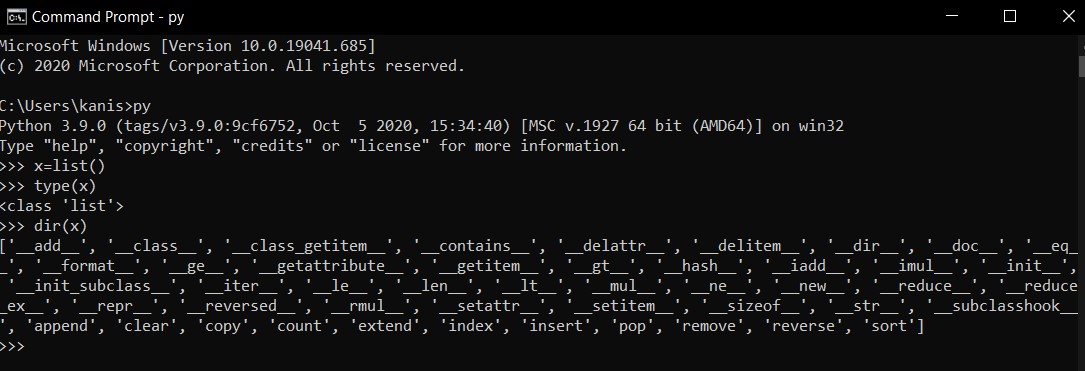 Command Prompt - py
Microsoft Windows [Version 10.0.19041.685]
(c) 2020 Microsoft Corporation. All rights reserved.
C:\Users\kanis>py
Python 3.9.0 (tags/v3.9.0:9cf6752, Oct  5 2020, 15:34:40) [MSC v.1927 64 bit (AMD64)] on win32
Type "help", "copyright", "credits" or "license" for more information.
>>> x=list()
>>> type(x)
<class 'list'>
>>> dir(x)
['__add__', '__class__', '__class_getitem__', '__contains__', '__delattr__', '__delitem__', '__dir__', '__doc__', '__eq_
_', '__format__', '__ge__', '__getattribute__', '__getitem__', '__gt__', '__hash__', '__iadd__', '__imul__', '__init__',
'__init_subclass__', '__iter__', '__le__', '__len__', '__lt__', '__mul__', '__ne__', '__new__', '__reduce__', '__reduce
_ex__', '__repr__', '__reversed__', '__rmul__', '__setattr__', '__setitem__', '__sizeof__', '__str__', '__subclasshook__
', 'append', 'clear', 'copy', 'count', 'extend', 'index', 'insert', 'pop', 'remove', 'reverse', 'sort']
>>>